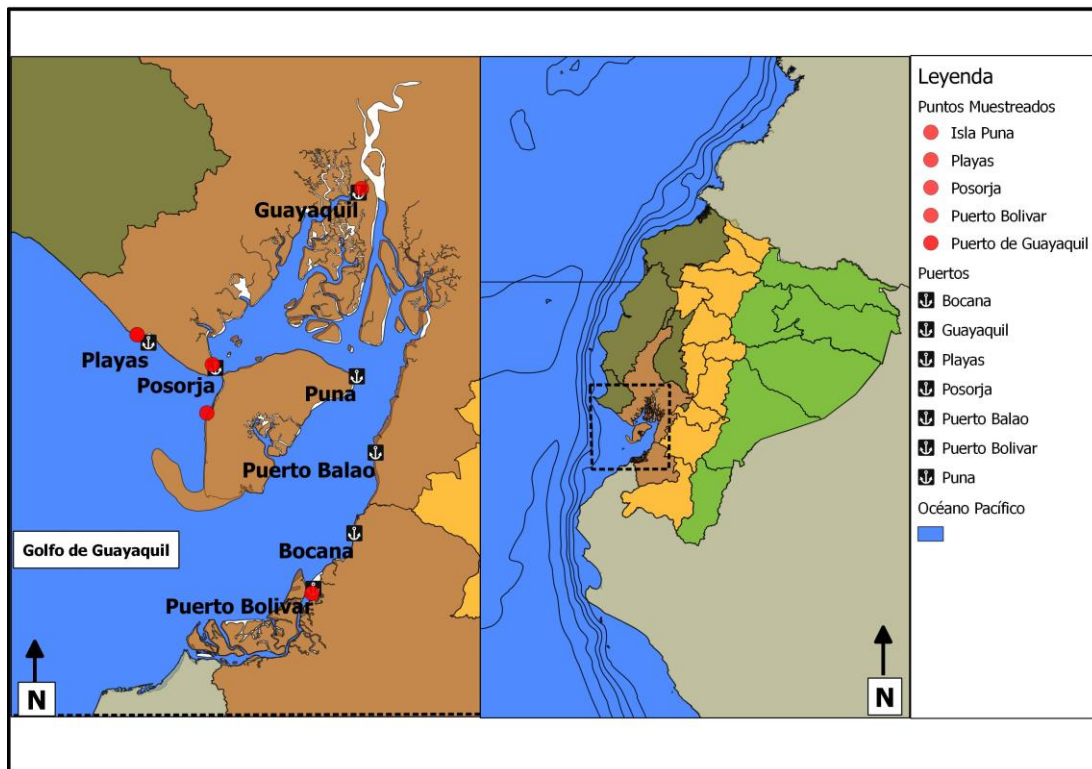 Guayaquil
Playas
Posorja
Puna
Puerto Balao
Golfo de Guayaquil
Bocana
Puerto Bolivar
N
N
Leyenda
Puntos Muestreados
Isla Puna
Playas
Posorja
Puerto Bolivar
Puerto de Guayaquil
Puertos
Bocana
Guayaquil
Playas
Posorja
Puerto Balao
Puerto Bolivar
Puna
Océano Pacífico